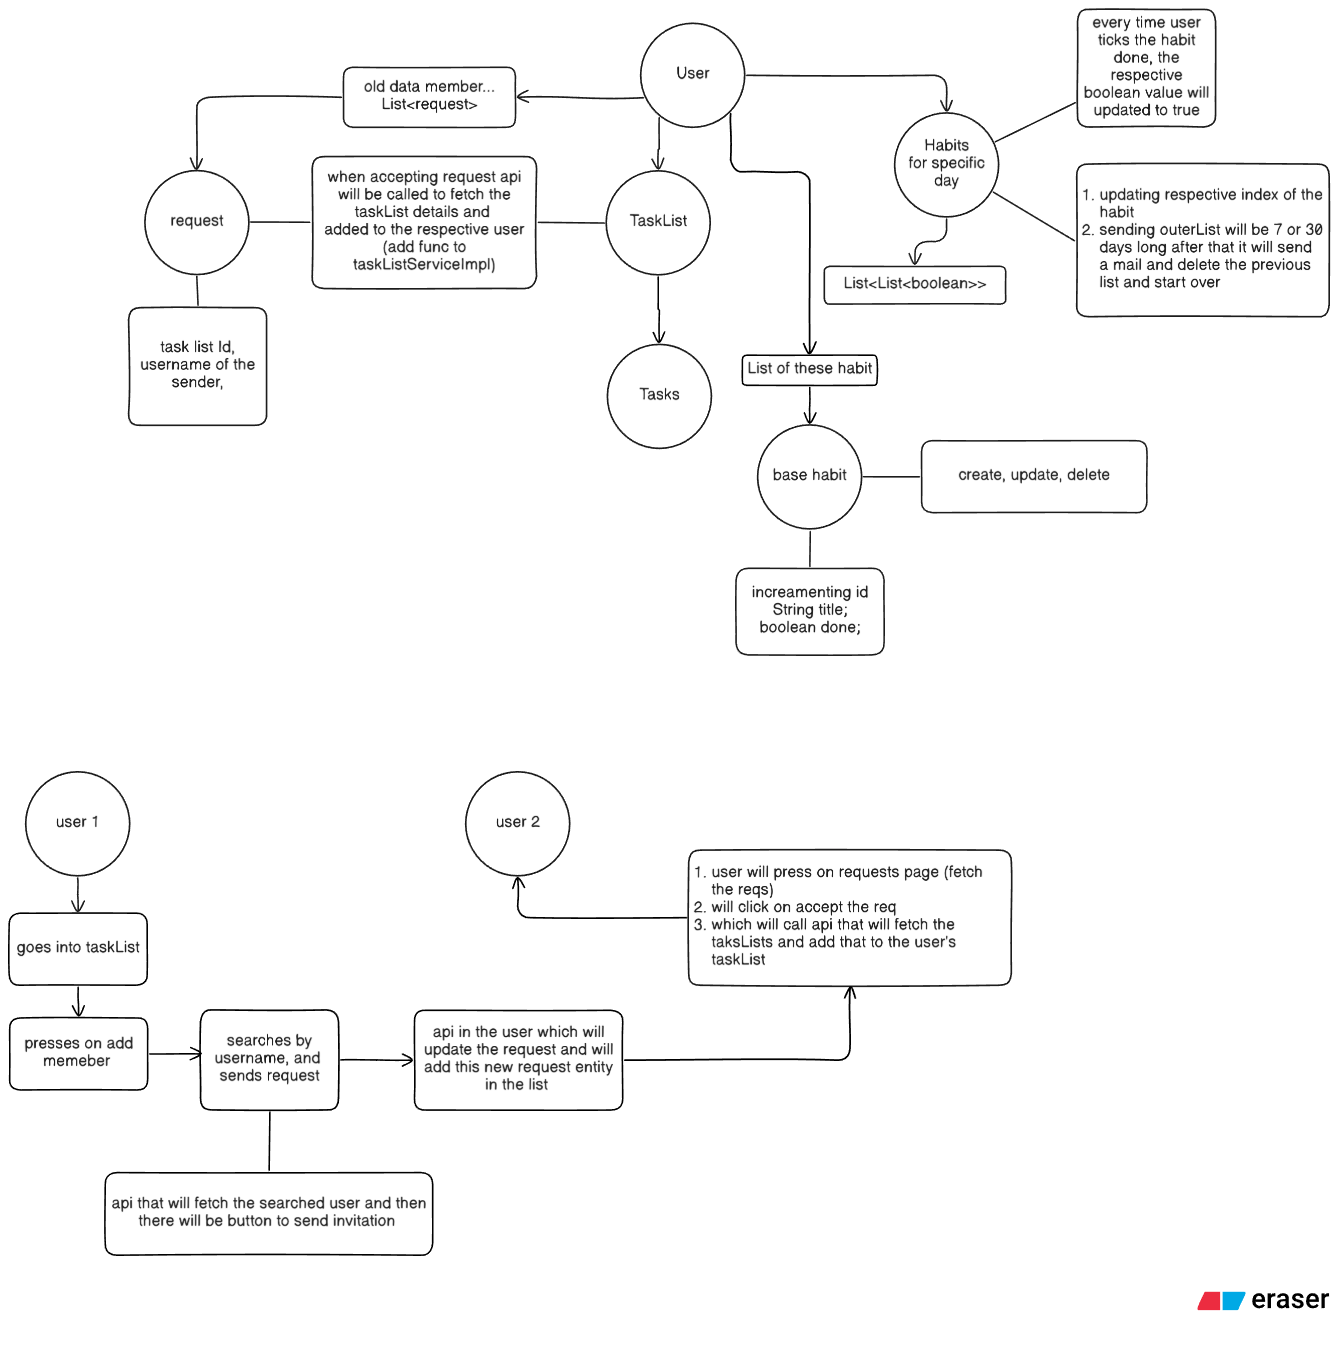 every time user
ticks the habit
done, the
respective
boolean value will
updated to true
User
old data member...
List<request>
Habits
for specific
day
when accepting request api
will be called to fetch the
taskList details and
added to the respective user
(add func to
taskListServiceImpl)
request
TaskList
1. updating respective index of the
habit
2. sending outerList will be 7 or 30
days long after that it will send
a mail and delete the previous
list and start over
List<List<boolean>>
task list Id,
username of the
sender,
List of these habit
Tasks
base habit
create, update, delete
increamenting id
String title;
boolean done;
user 1
user 2
1. user will press on requests page (fetch
the reqs)
2. will click on accept the req
3. which will call api that will fetch the
taksLists and add that to the user's
taskList
goes into taskList
presses on add
memeber
searches by
username, and
sends request
api in the user which will
update the request and will
add this new request entity
in the list
api that will fetch the searched user and then
there will be button to send invitation
eraser